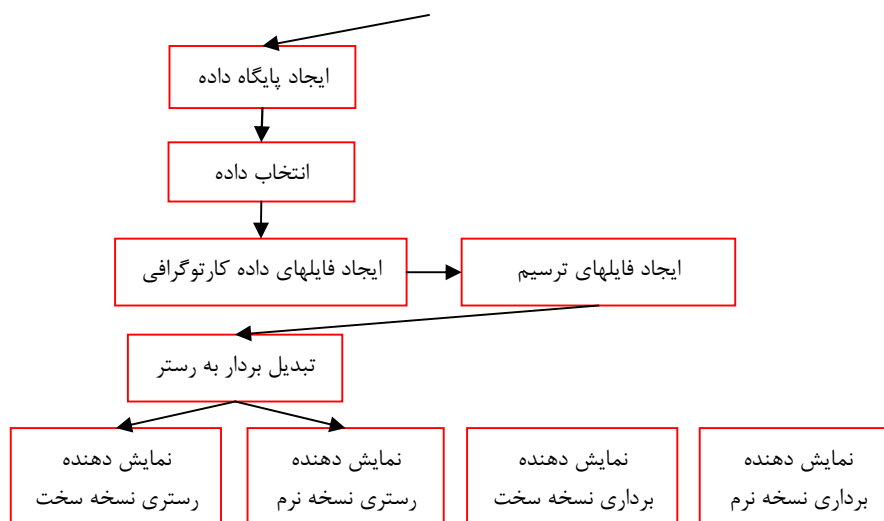 ایجاد پایگاه داده
انتخاب داده
ایجاد فایلهای ترسیم
ایجاد فایلهای داده کارتوگرافی
تبدیل بردار به رستر
نمایش دهنده
برداری نسخه نرم
نمایش دهنده
برداری نسخه سخت
نمایش دهنده
رستری نسخه نرم
نمایش دهنده
رستری نسخه سخت